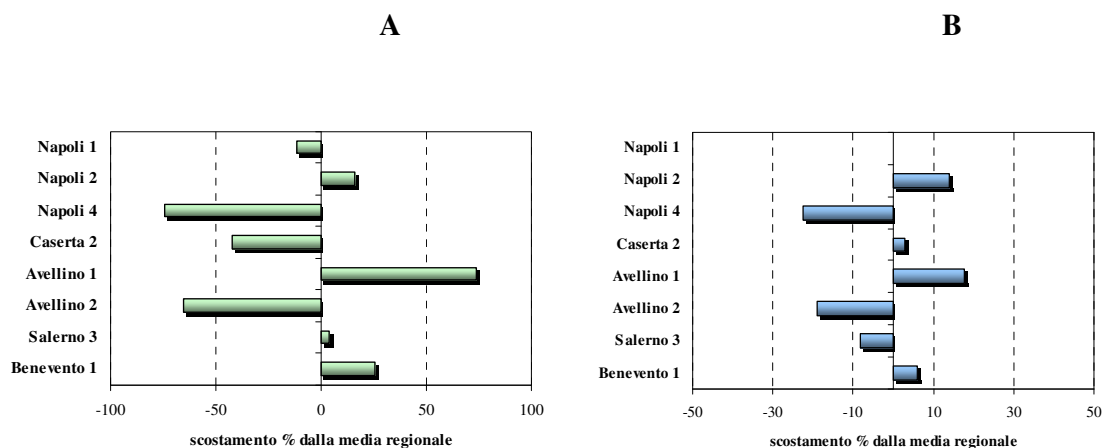 A
B
Napoli 1
Napoli 2
Napoli 4
Caserta 2
Avellino 1
Avellino 2
Salerno 3
Benevento 1
-100 -50 0 50 100
scostamento % dalla media regionale
Napoli 1
Napoli 2
Napoli 4
Caserta 2
Avellino 1
Avellino 2
Salerno 3
Benevento 1
-50 -30 -10 10 30 50
scostamento % dalla media regionale